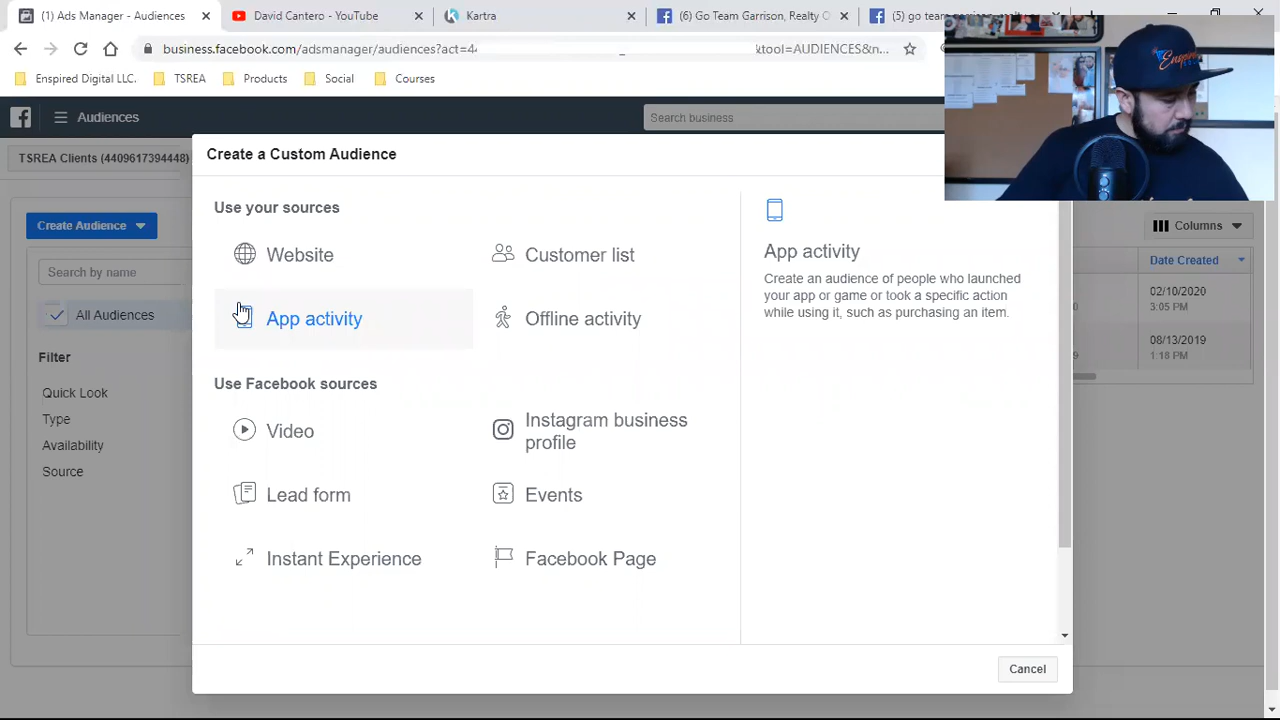 Ads Manager - Audiences
David Cantero - YouTube
Kartra
(6) Go Team Garrison, Realty O
business.facebook.com/adsmanager/audiences?act=4
ktool=AUDIENCES&n...
Enspired Digital LLC.
TSREA
Products
Social
Courses
Audiences
Search business
TSREA Clients (4409617394448)
Create a Custom Audience
Create Audience
Columns
Search by name
Date Created
All Audiences
02/10/2020
3:05 PM
08/13/2019
1:18 PM
Filter
Quick Look
Type
Availability
Source
Use your sources
Website
Customer list
App activity
Offline activity
Use Facebook sources
Video
Instagram business
profile
Lead form
Events
Instant Experience
Facebook Page
App activity
Create an audience of people who launched
your app or game or took a specific action
while using it, such as purchasing an item.
Cancel